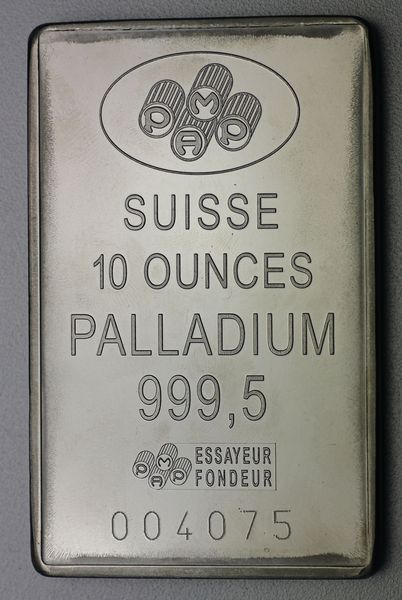 PAMP
SUISSE
10 OUNCES
PALLADIUM
999,5
PAMP ESSAYEUR
FONDEUR
004075